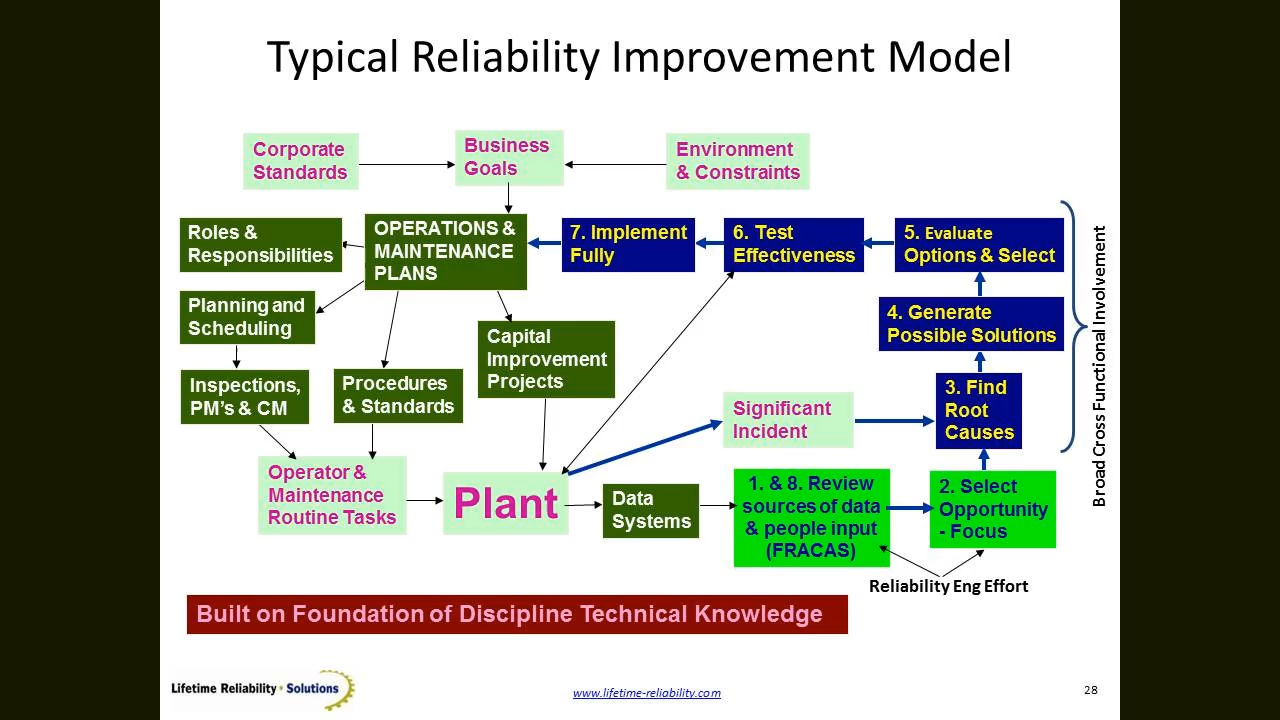 Typical Reliability Improvement Model
Corporate
Standards
Business
Goals
Environment
& Constraints
Roles &
Responsibilities
OPERATIONS &
MAINTENANCE
PLANS
7. Implement
Fully
6. Test
Effectiveness
5. Evaluate
Options & Select
Planning and
Scheduling
4. Generate
Possible Solutions
Capital
Improvement
Projects
Inspections,
PM's & CM
Procedures
& Standards
3. Find
Root
Causes
Significant
Incident
Broad Cross Functional Involvement
Operator &
Maintenance
Routine Tasks
Plant
Data
Systems
1. & 8. Review
sources of data
& people input
(FRACAS)
2. Select
Opportunity
- Focus
Reliability Eng Effort
Built on Foundation of Discipline Technical Knowledge
Lifetime Reliability • Solutions
www.lifetime-reliability.com
28